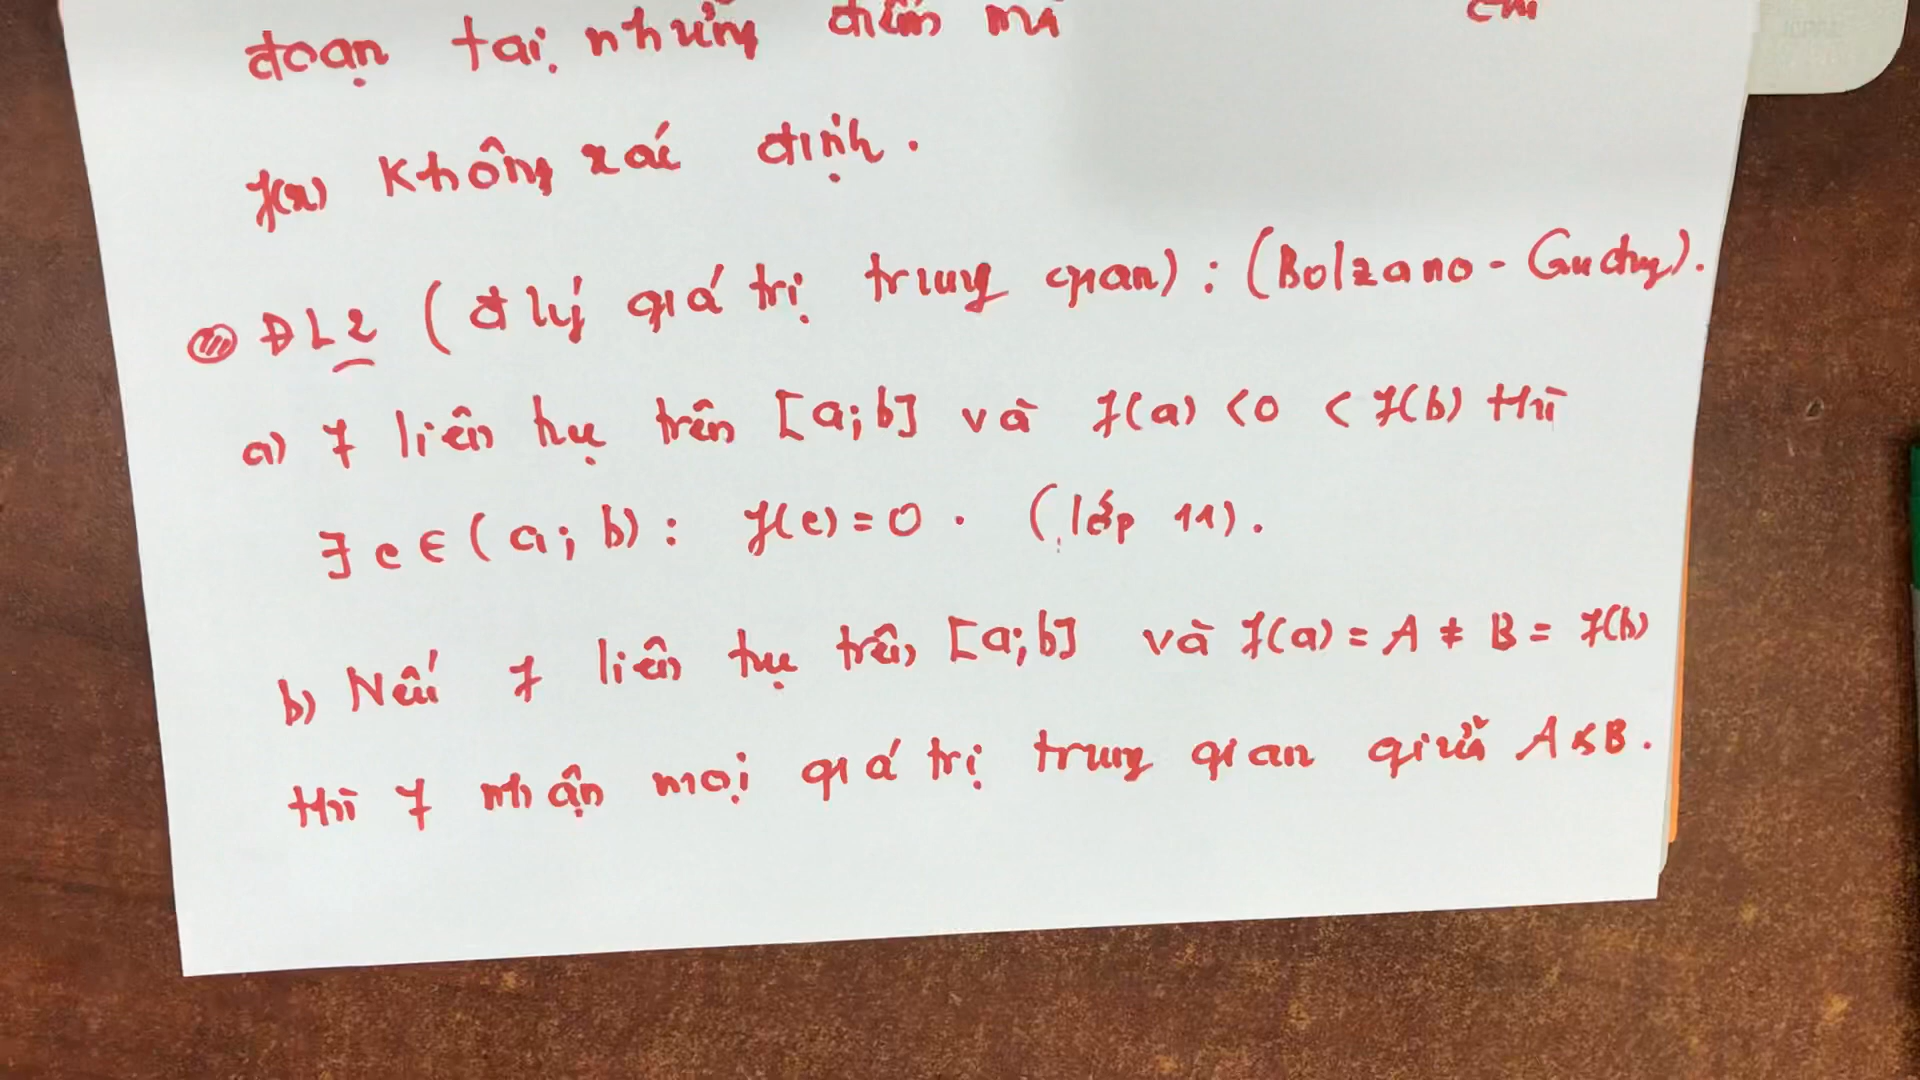 đoạn tại những điểm mà
f(x) không xác định.
ĐL2 (đ lý giá trị trung gian): (Bolzano - Cauchy).
a) f liên tục trên [a;b] và f(a) < 0 < f(b) thì
∃ c ∈ (a; b): f(c) = 0. (lớp 11).
b) Nếu f liên tục trên [a;b] và f(a) = A ≠ B = f(b)
thì f nhận mọi giá trị trung gian giữa A & B.